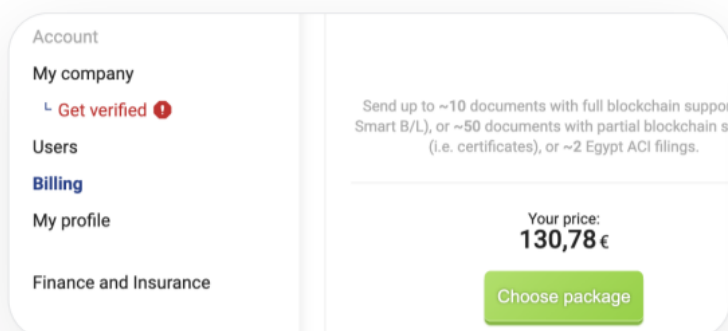 Account
My company
Get verified
Users
Billing
My profile
Finance and Insurance
Send up to ~10 documents with full blockchain
Smart B/L), or ~50 documents with partial blockchain
(i.e. certificates), or ~2 Egypt ACI filings.
Your price:
130,78 €
Choose package